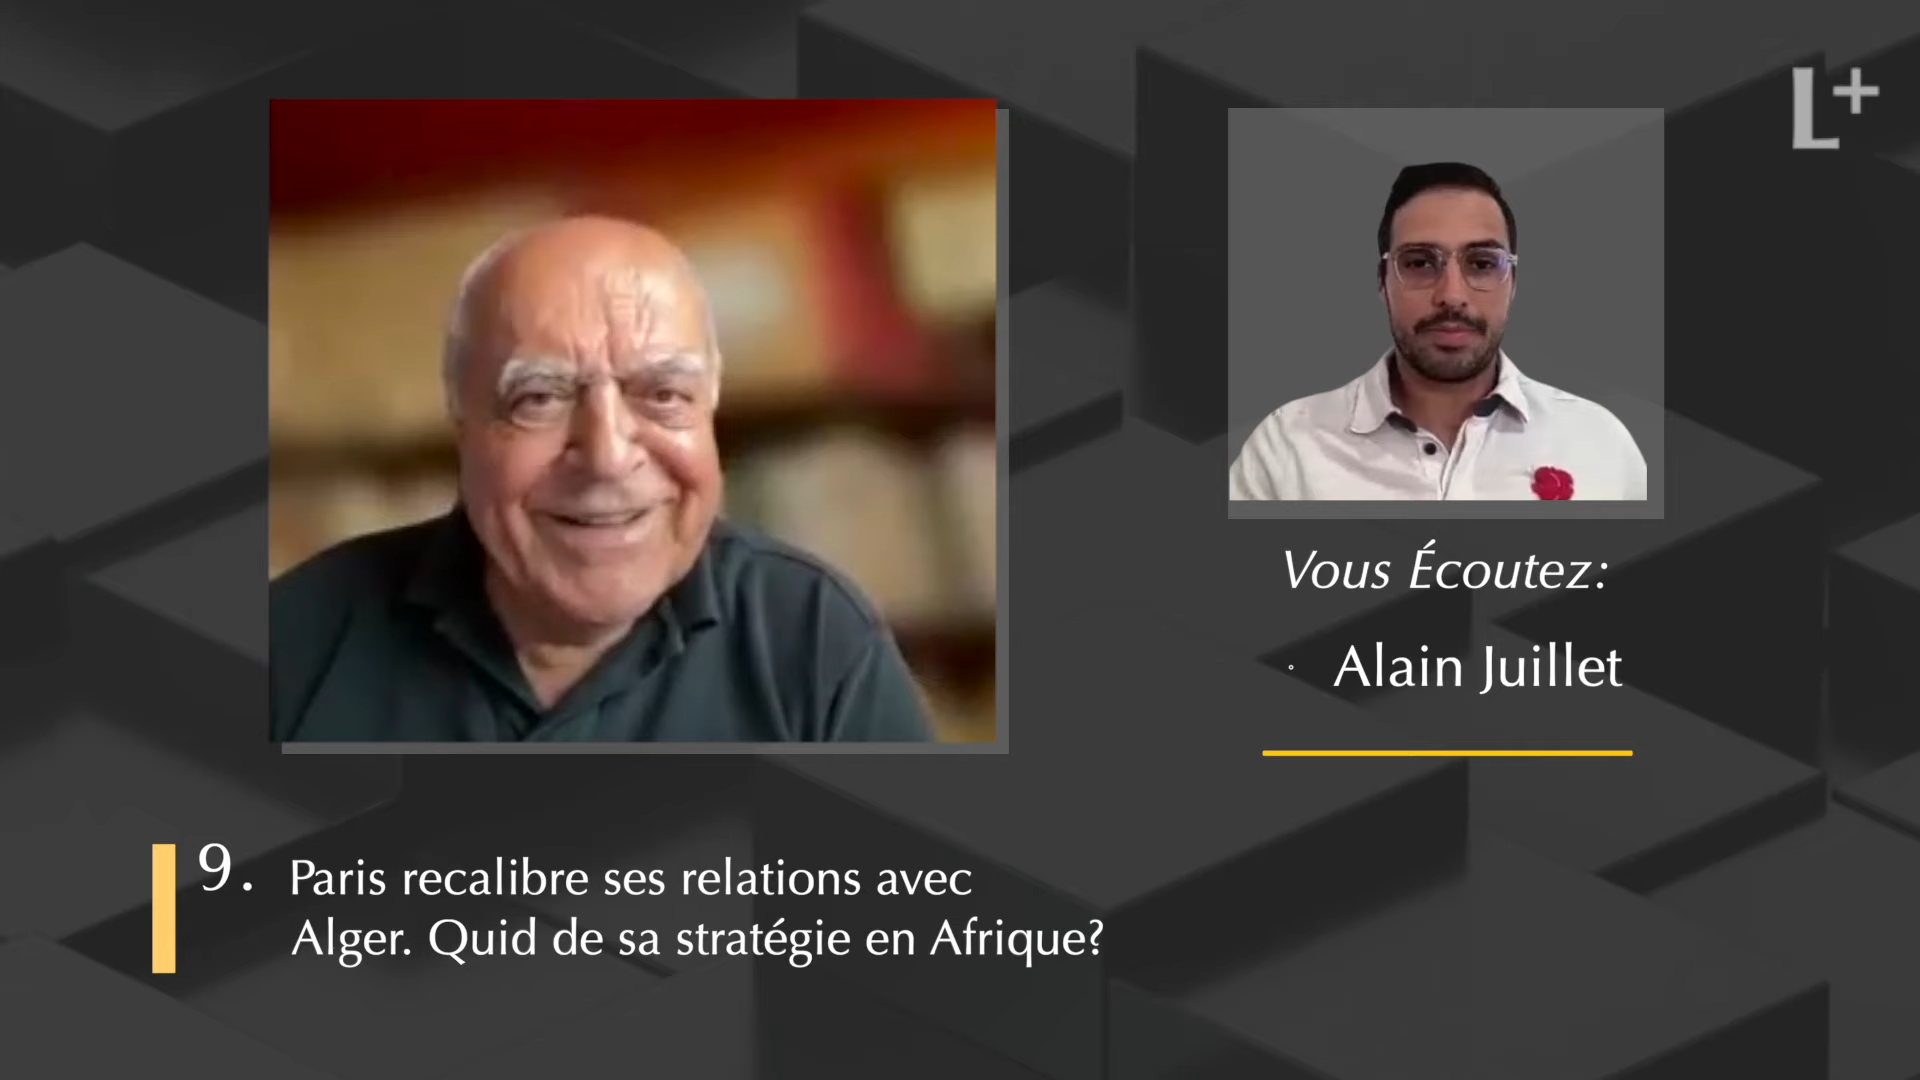 L+
Vous Écoutez:
Alain Juillet
9. Paris recalibre ses relations avec
Alger. Quid de sa stratégie en Afrique?